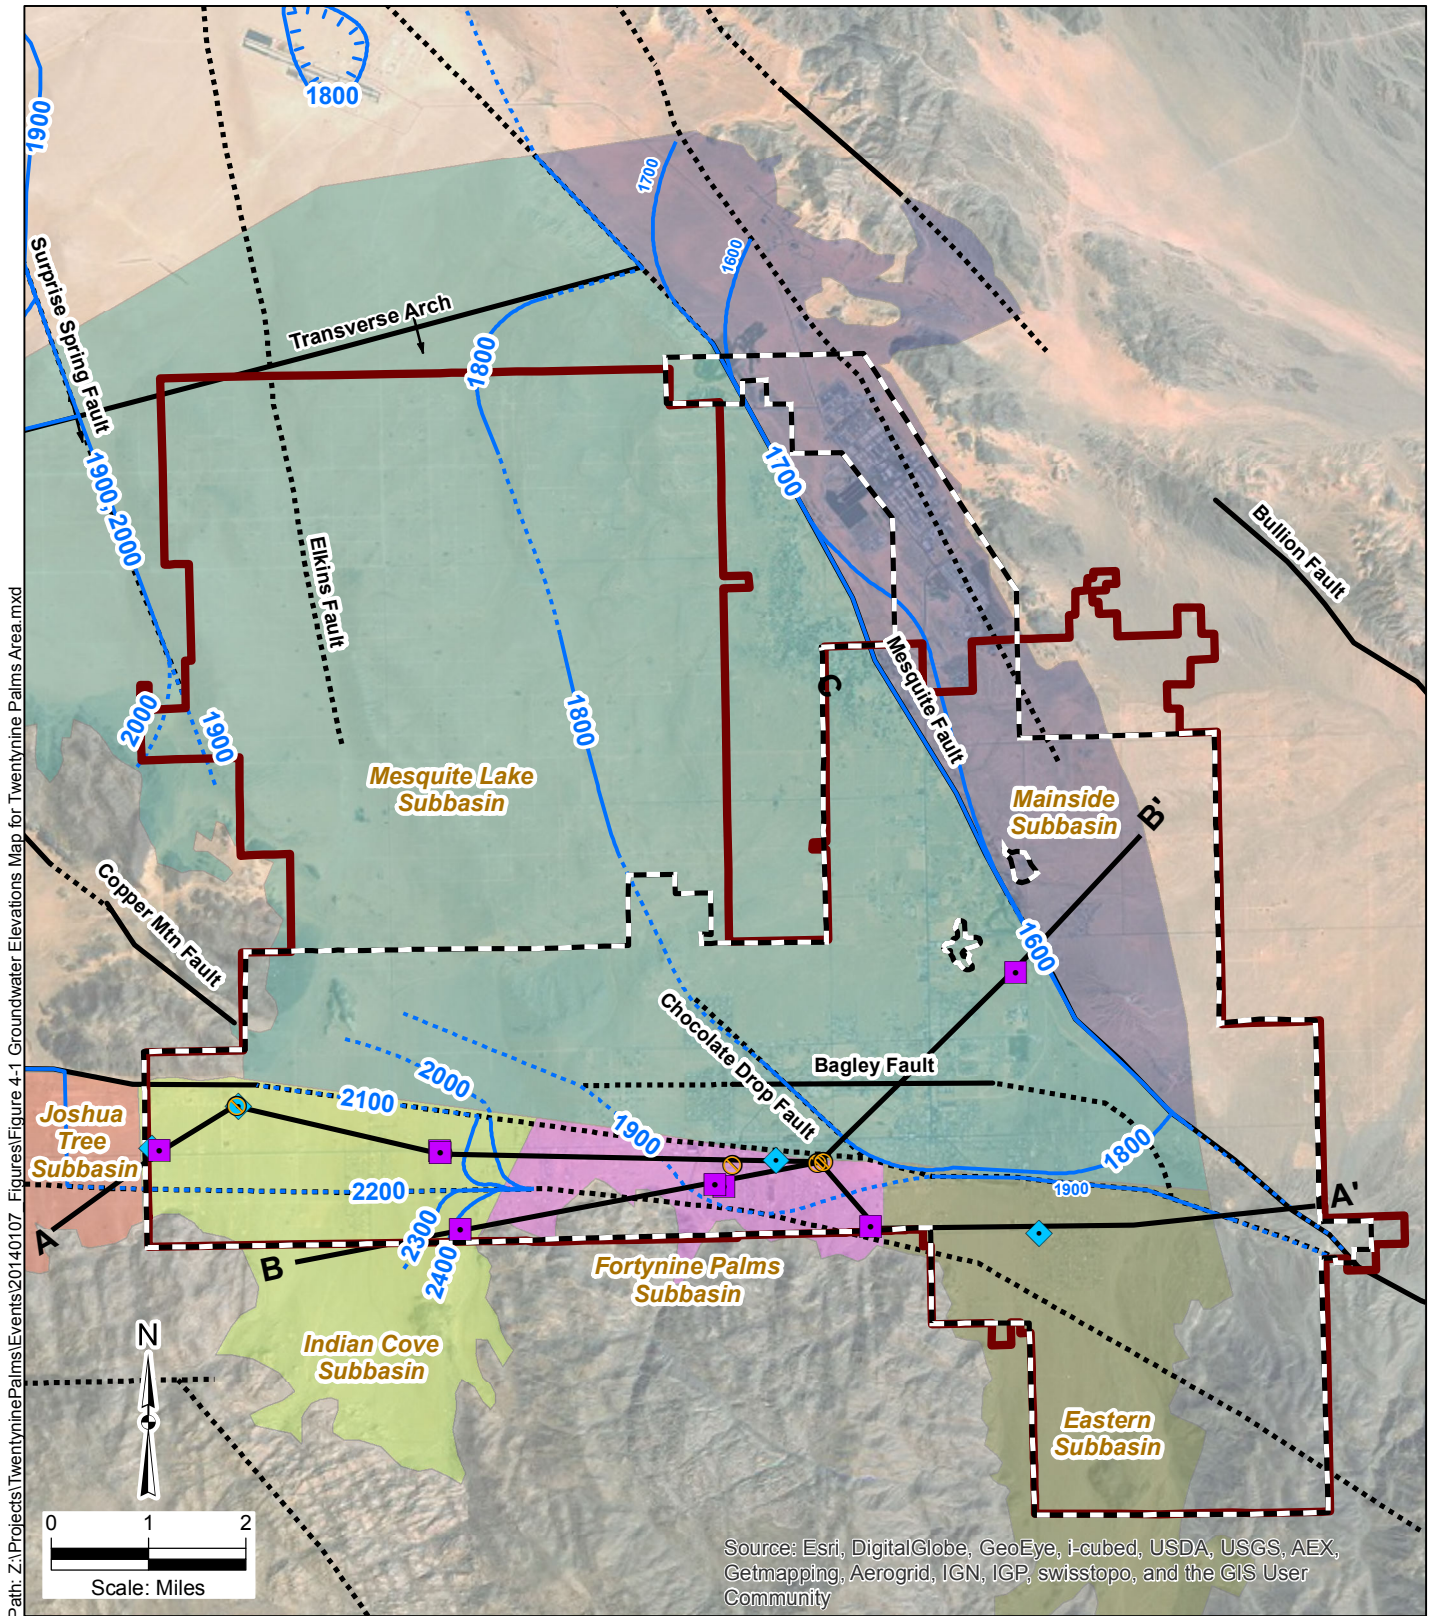 1800
1900
1700
1600
Surprise Spring Fault
Transverse Arch
1800
1900, 2000
1700
Elkins Fault
Bullion Fault
Mesquite Fault
C
2000
1900
1800
Mesquite Lake
Subbasin
Mainside
Subbasin
B'
Copper Mtn Fault
1600
Chocolate Drop Fault
Bagley Fault
2000
2100
1900
Joshua
Tree
Subbasin
1800
2200
1900
A'
A
2300
2400
B
Fortynine Palms
Subbasin
Indian Cove
Subbasin
Eastern
Subbasin
N
0 1 2
Scale: Miles
Source: Esri, DigitalGlobe, GeoEye, i-cubed, USDA, USGS, AEX,
Getmapping, Aerogrid, IGN, IGP, swisstopo, and the GIS User
Community
Path: Z:\Projects\TwentyninePalms\Events\20140107_Figures\Figure 4-1 Groundwater Elevations Map for Twentynine Palms Area.mxd